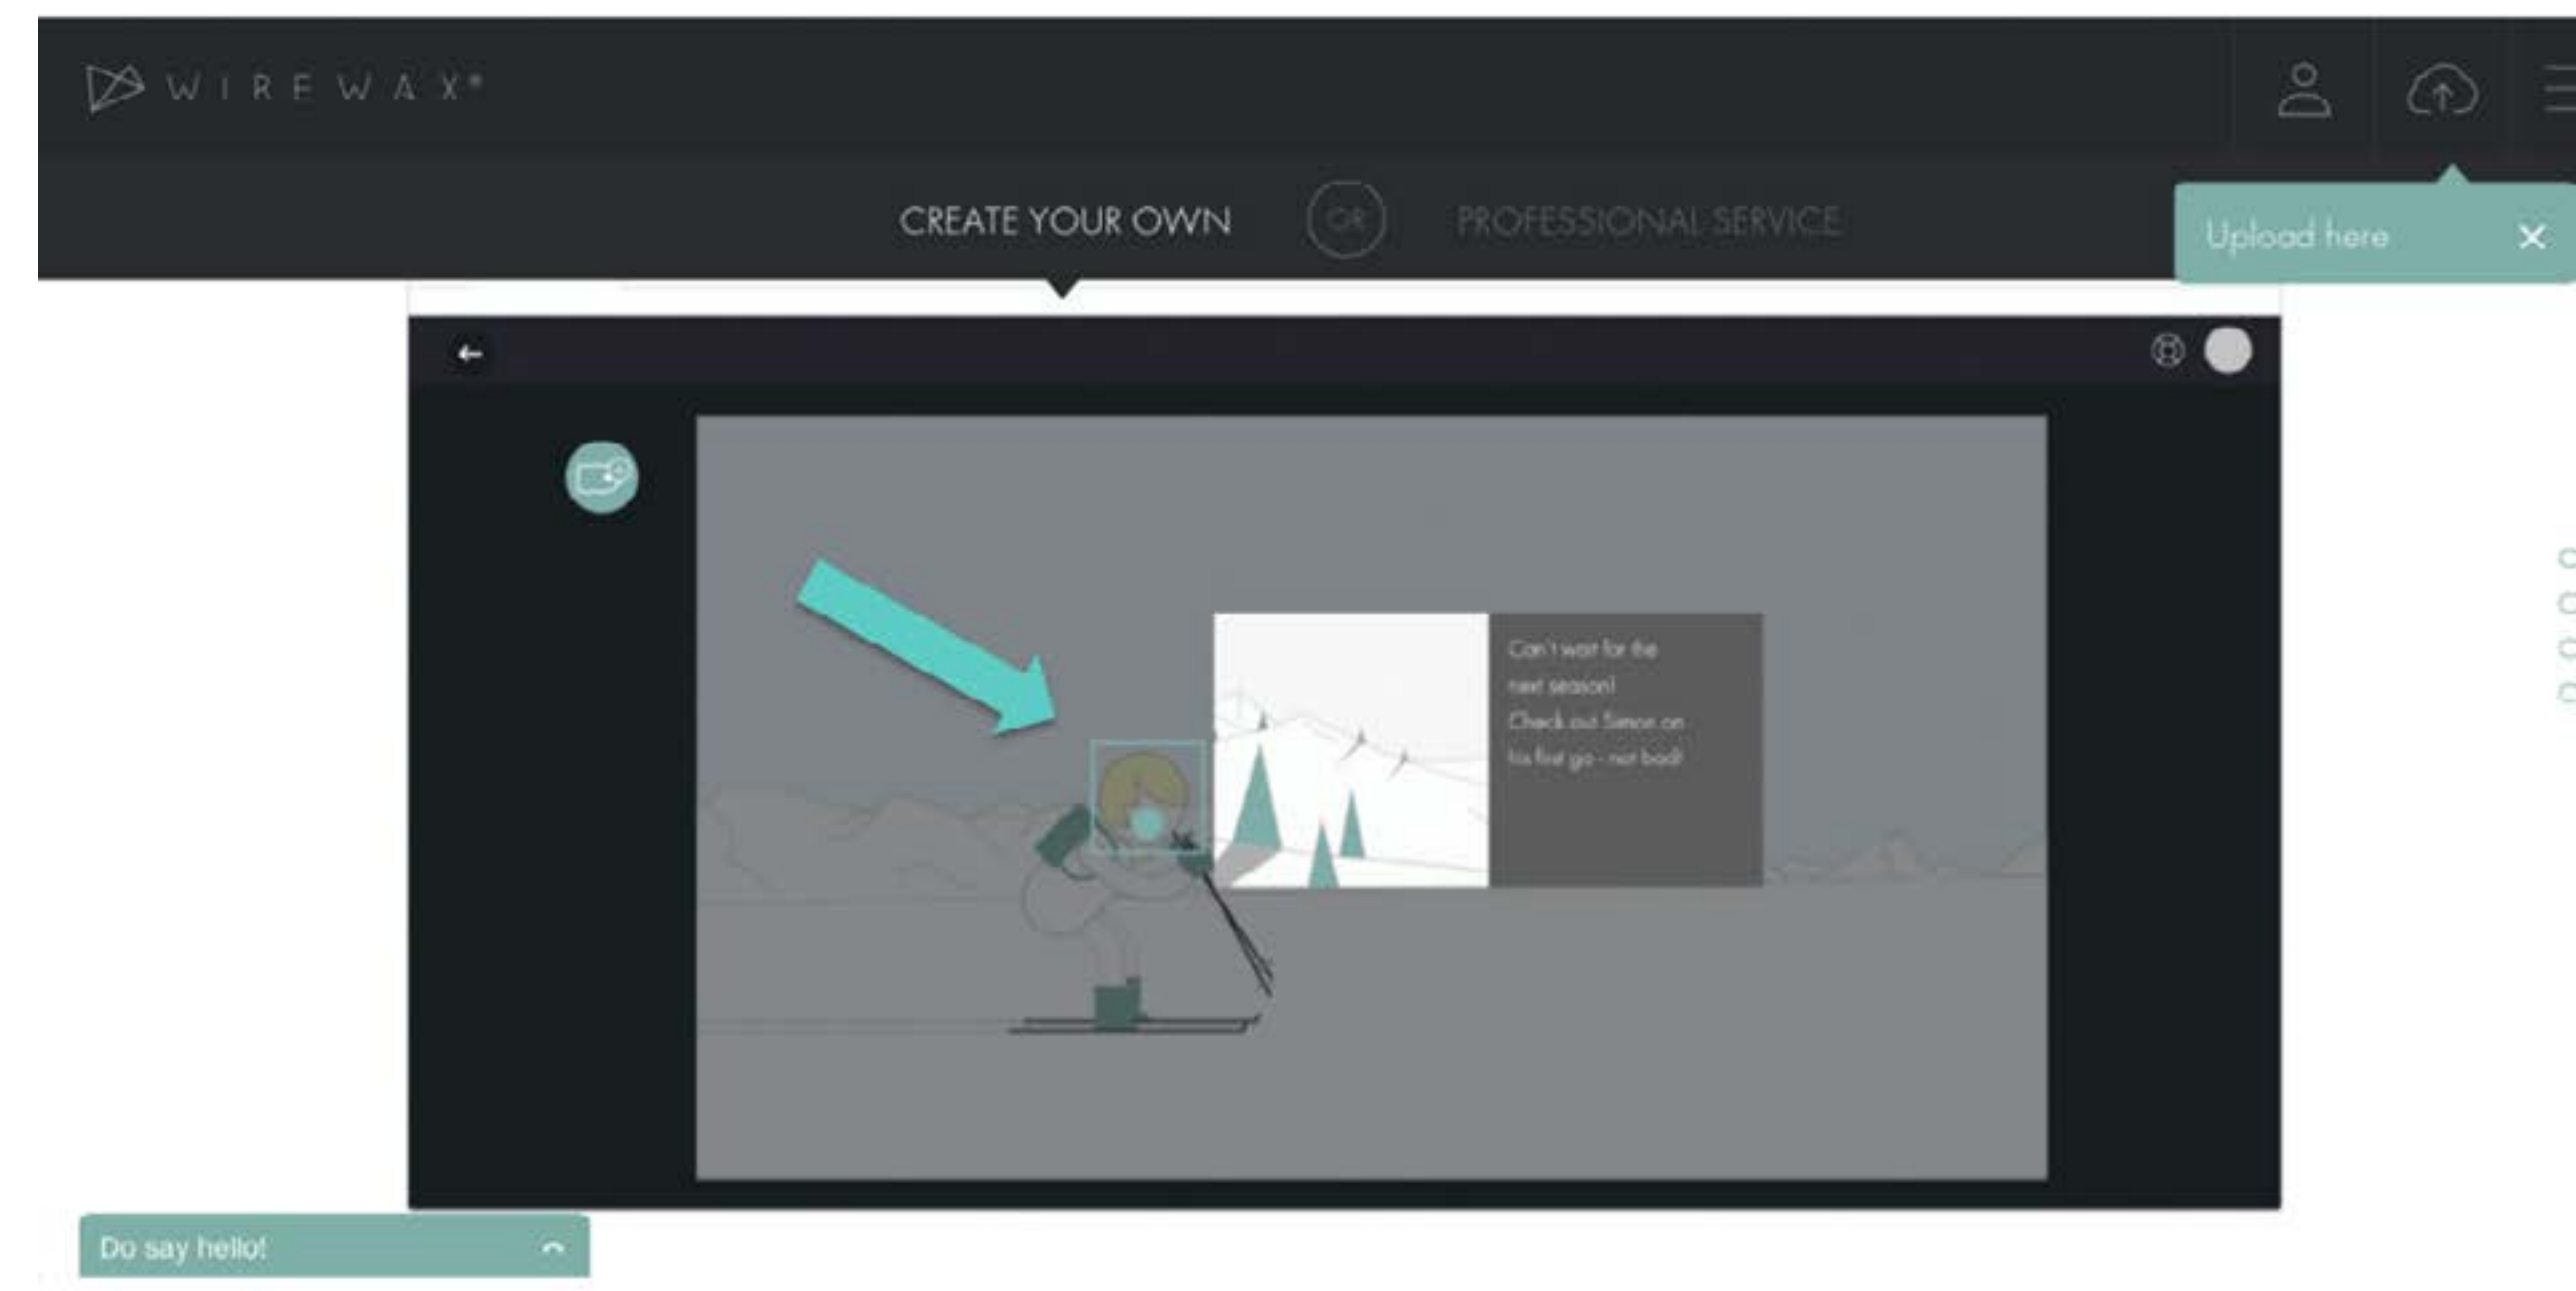 WIREWAX®
CREATE YOUR OWN
OR
PROFESSIONAL SERVICE
Upload here
Can't wait for the
next season!
Check out Simon on
his first go - not bad!
Do say hello!